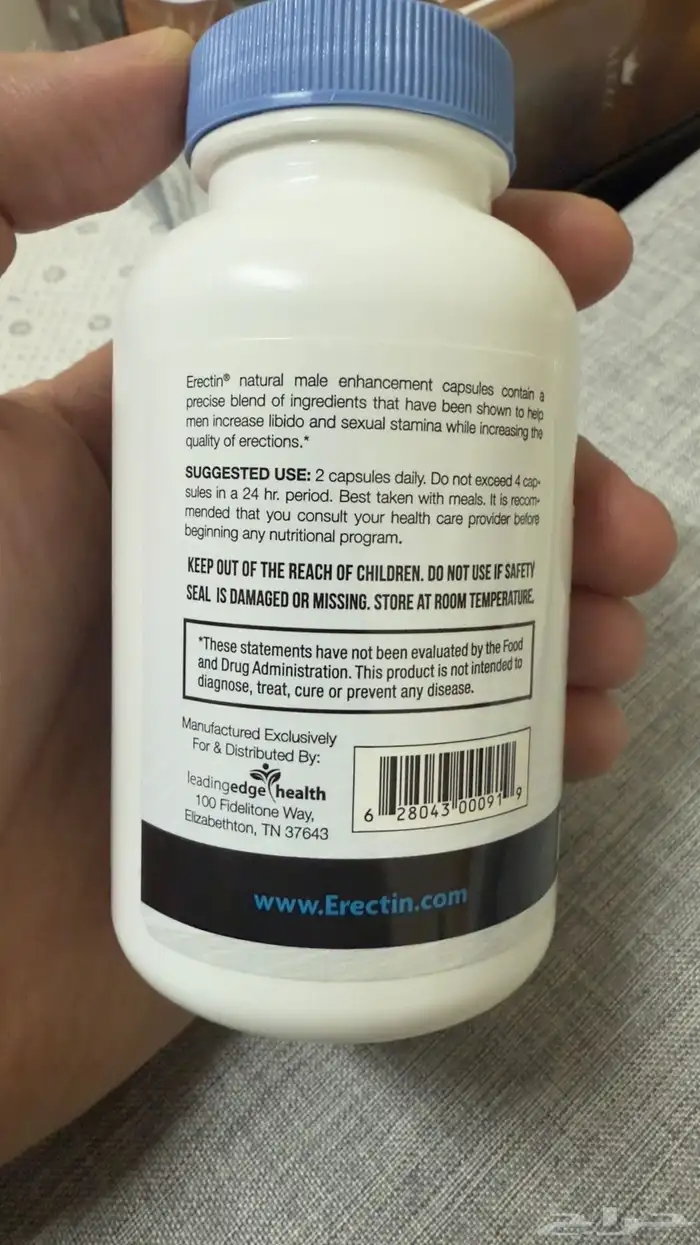 Erectin® natural male enhancement capsules contain a
precise blend of ingredients that have been shown to help
men increase libido and sexual stamina while increasing the
quality of erections.*
SUGGESTED USE: 2 capsules daily. Do not exceed 4 cap-
sules in a 24 hr. period. Best taken with meals. It is recom-
mended that you consult your health care provider before
beginning any nutritional program.
KEEP OUT OF THE REACH OF CHILDREN. DO NOT USE IF SAFETY
SEAL IS DAMAGED OR MISSING. STORE AT ROOM TEMPERATURE.
*These statements have not been evaluated by the Food
and Drug Administration. This product is not intended to
diagnose, treat, cure or prevent any disease.
Manufactured Exclusively
For & Distributed By:
leadingedge health
100 Fidelitone Way,
Elizabethton, TN 37643
6 28043 00091 9
www.Erectin.com
حراج